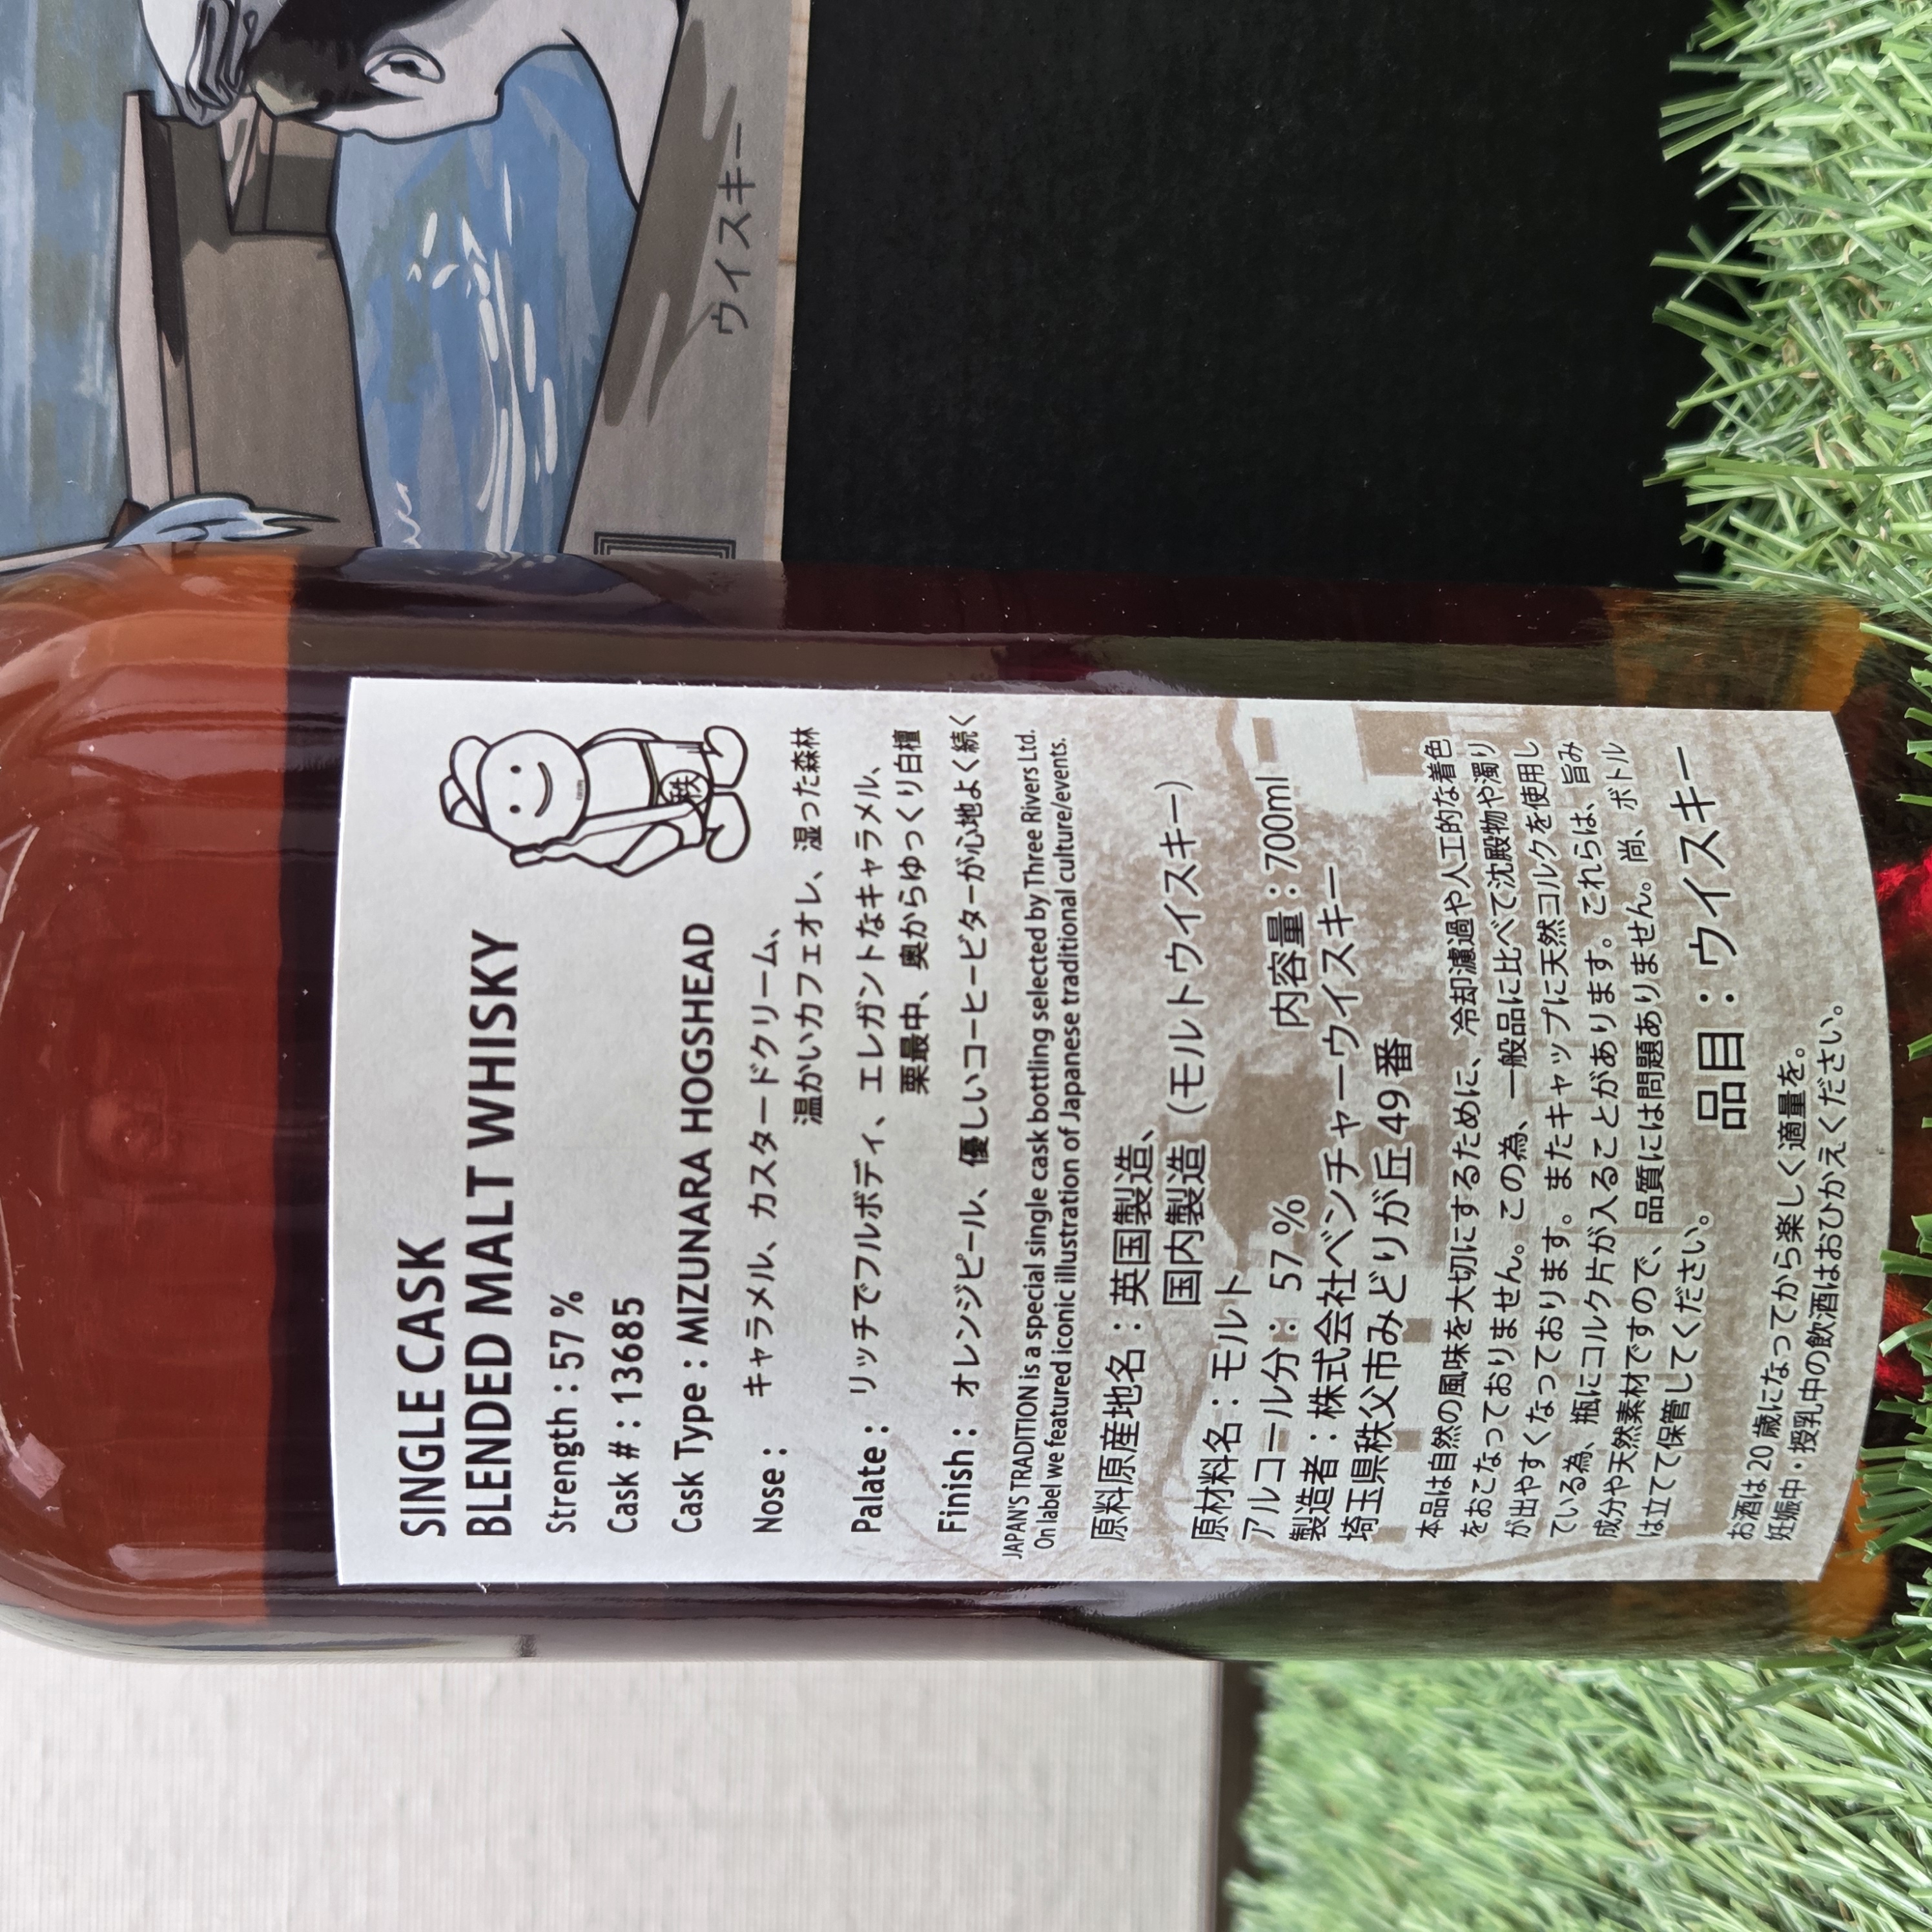 ウイスキー
SINGLE CASK
BLENDED MALT WHISKY
Strength : 57 %
Cask # : 13685
Cask Type : MIZUNARA HOGSHEAD
秩
Nose : キャラメル、カスタードクリーム、
温かいカフェオレ、湿った森林
Palate : リッチでフルボディ、エレガントなキャラメル、
栗最中、奥からゆっくり白檀
Finish : オレンジピール、優しいコーヒービターが心地よく続く
JAPAN'S TRADITION is a special single cask bottling selected by Three Rivers Ltd.
On label we featured iconic illustration of Japanese traditional culture/events.
原料原産地名：英国製造、
国内製造（モルトウイスキー）
原材料名：モルト
アルコール分： 57 % 内容量：700ml
製造者：株式会社ベンチャーウイスキー
埼玉県秩父市みどりが丘49番
本品は自然の風味を大切にするために、冷却濾過や人工的な着色
をおこなっておりません。この為、一般品に比べて沈殿物や濁り
が出やすくなっております。またキャップに天然コルクを使用し
ている為、瓶にコルク片が入ることがあります。これらは、旨み
成分や天然素材ですので、品質には問題ありません。尚、ボトル
は立てて保管してください。
品目：ウイスキー
お酒は20歳になってから楽しく適量を。
妊娠中・授乳中の飲酒はおひかえください。